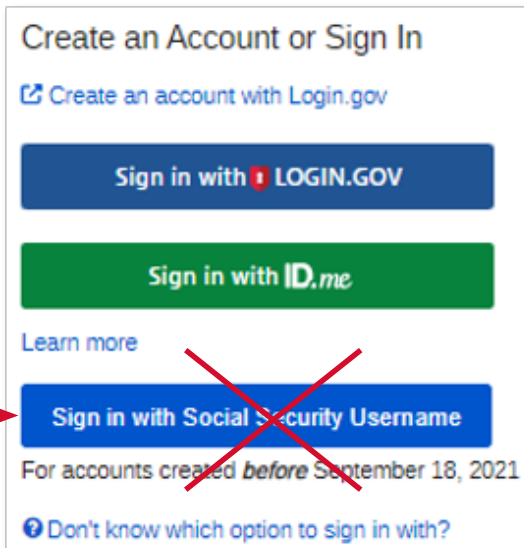 Create an Account or Sign In
Create an account with Login.gov
Sign in with LOGIN.GOV
Sign in with ID.me
Learn more
Sign in with Social Security Username
For accounts created before September 18, 2021
Don't know which option to sign in with?